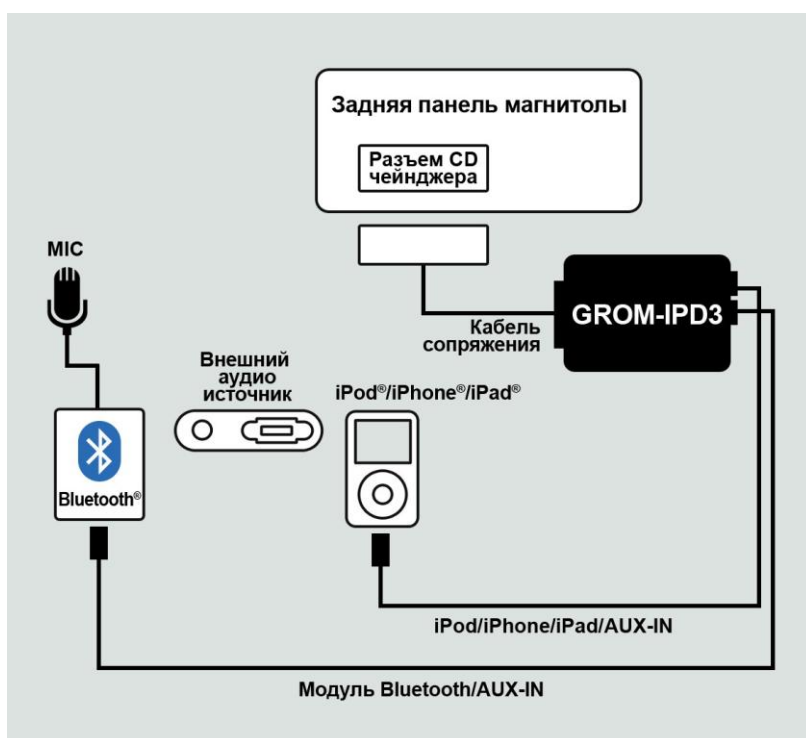 Задняя панель магнитолы
Разъем CD
чейнджера
MIC
GROM-IPD3
Кабель
сопряжения
Внешний
аудио
источник
iPod®/iPhone®/iPad®
Bluetooth®
iPod/iPhone/iPad/AUX-IN
Модуль Bluetooth/AUX-IN